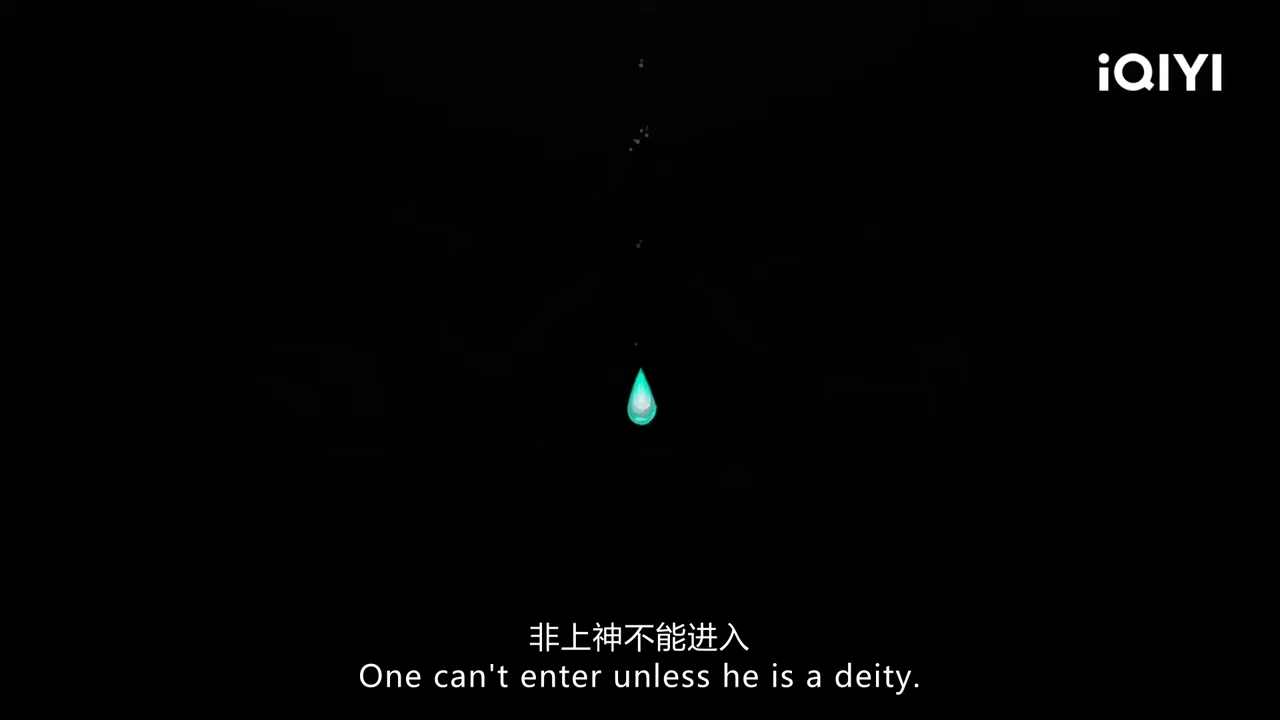 iQIYI
非上神不能进入
One can't enter unless he is a deity.